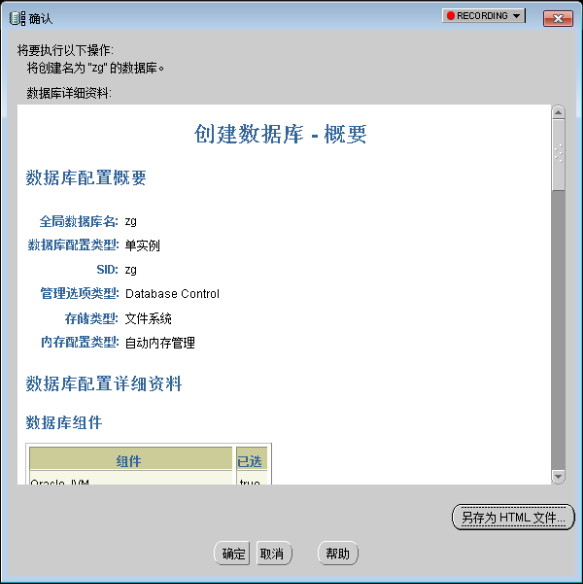 确认
RECORDING
将要执行以下操作:
将创建名为"zg"的数据库。
数据库详细资料:
创建数据库 - 概要
数据库配置概要
全局数据库名: zg
数据库配置类型: 单实例
SID: zg
管理选项类型: Database Control
存储类型: 文件系统
内存配置类型: 自动内存管理
数据库配置详细资料
数据库组件
组件 已选
Oracle JVM true
另存为 HTML 文件...
确定 取消 帮助